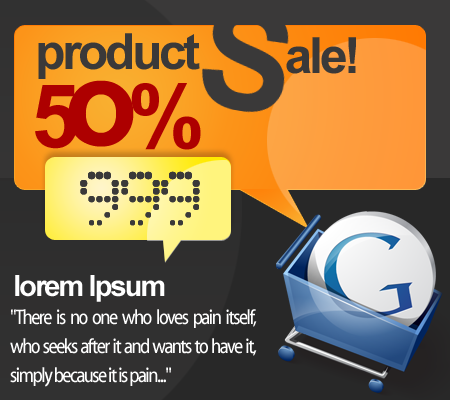 product Sale!
50%
999
lorem Ipsum
"There is no one who loves pain itself,
who seeks after it and wants to have it,
simply because it is pain..."
G